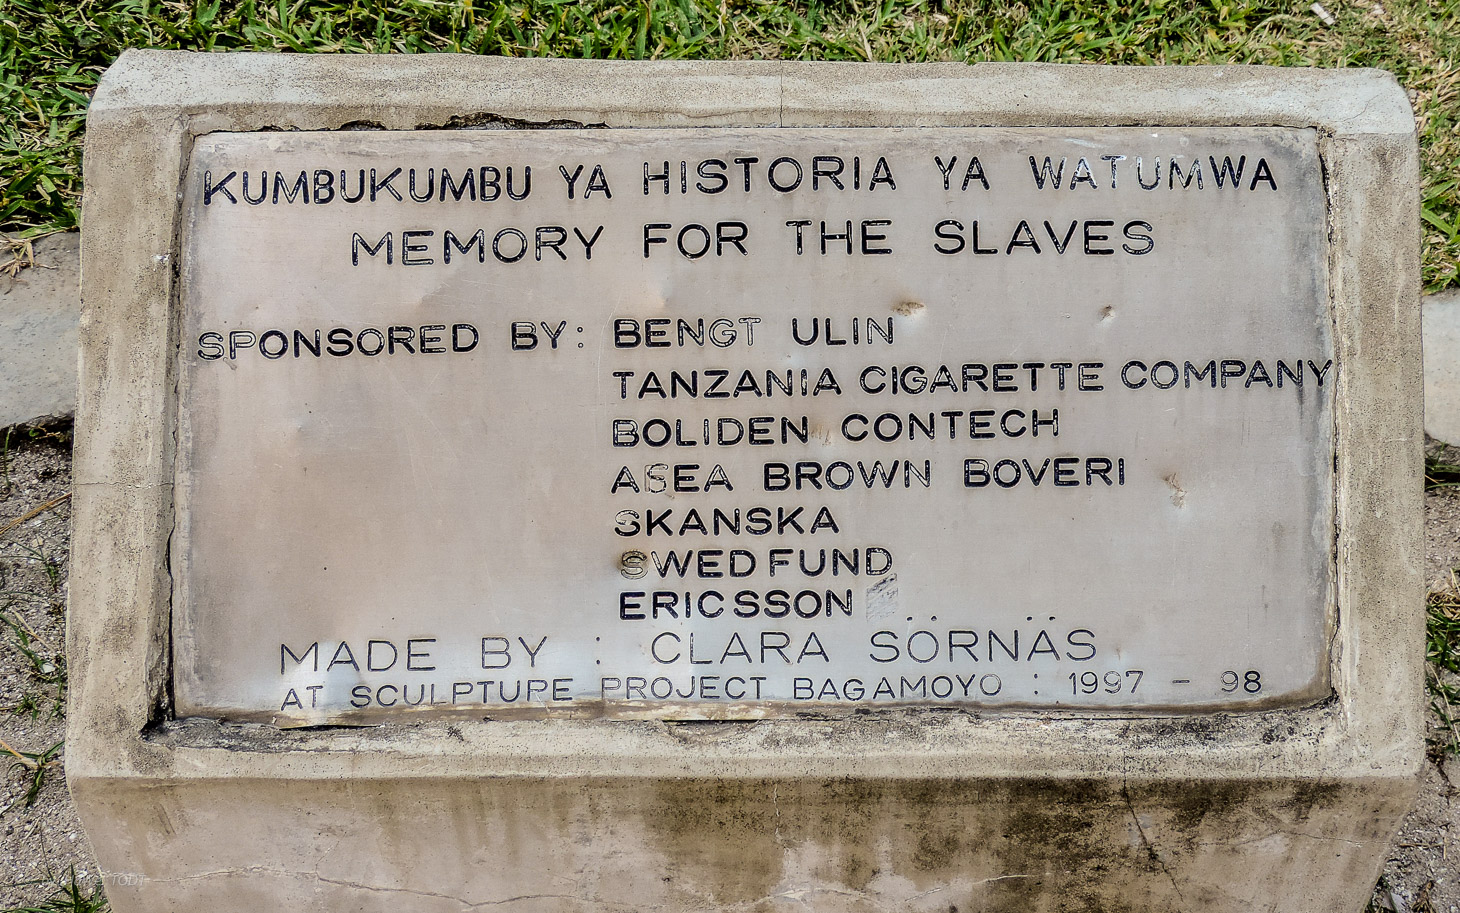 KUMBUKUMBU YA HISTORIA YA WATUMWA
MEMORY FOR THE SLAVES
SPONSORED BY: BENGT ULIN
TANZANIA CIGARETTE COMPANY
BOLIDEN CONTECH
ASEA BROWN BOVERI
SKANSKA
SWEDFUND
ERICSSON
MADE BY : CLARA SÖRNÄS
AT SCULPTURE PROJECT BAGAMOYO : 1997 - 98